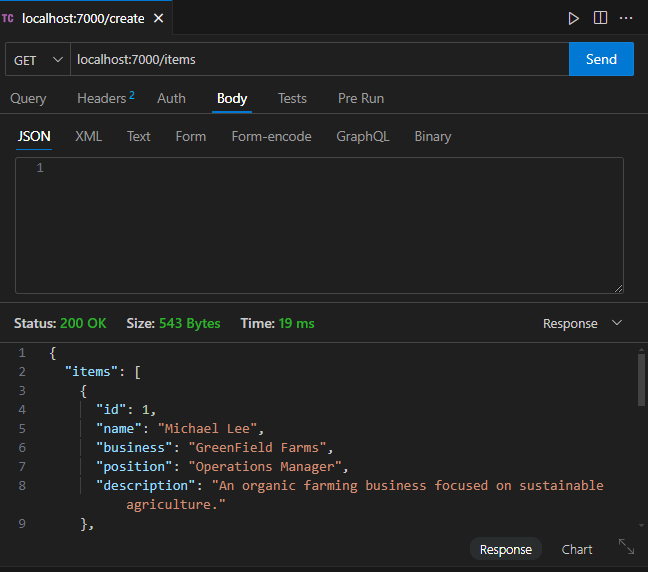 TC localhost:7000/create
GET localhost:7000/items Send
Query Headers 2 Auth Body Tests Pre Run
JSON XML Text Form Form-encode GraphQL Binary
1
Status: 200 OK Size: 543 Bytes Time: 19 ms Response
1 {
2 "items": [
3 {
4 "id": 1,
5 "name": "Michael Lee",
6 "business": "GreenField Farms",
7 "position": "Operations Manager",
8 "description": "An organic farming business focused on sustainable
agriculture."
9 },
Response Chart